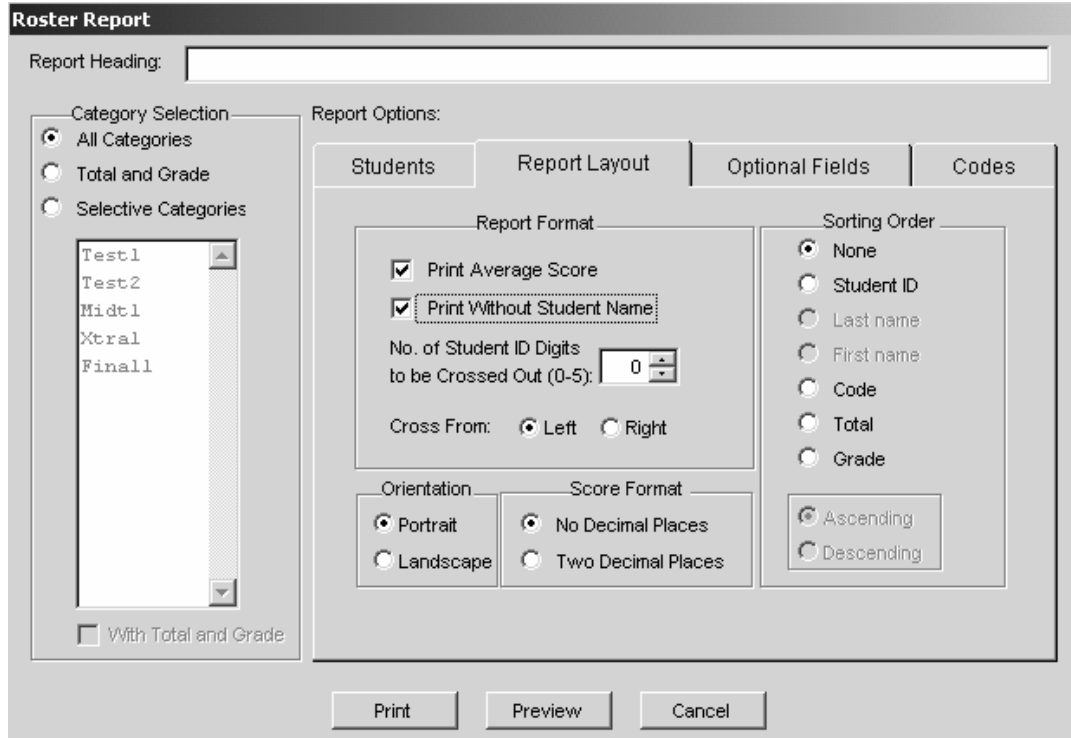 Roster Report
Report Heading:
Category Selection
All Categories
Total and Grade
Selective Categories
Test1
Test2
Midt1
Xtra1
Final1
With Total and Grade
Report Options:
Students
Report Layout
Optional Fields
Codes
Report Format
Print Average Score
Print Without Student Name
No. of Student ID Digits
to be Crossed Out (0-5):
0
Cross From:
Left
Right
Orientation
Portrait
Landscape
Score Format
No Decimal Places
Two Decimal Places
Sorting Order
None
Student ID
Last name
First name
Code
Total
Grade
Ascending
Descending
Print
Preview
Cancel